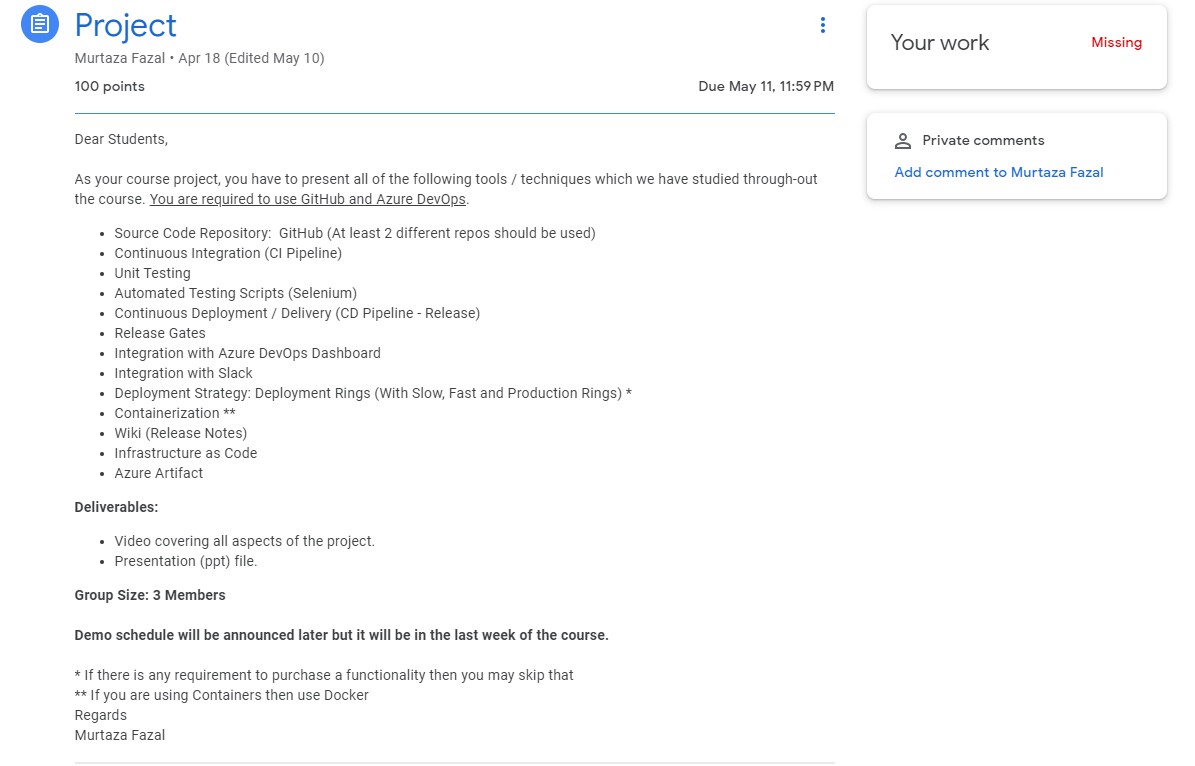 Project
Murtaza Fazal • Apr 18 (Edited May 10)
100 points
Due May 11, 11:59 PM
Dear Students,
As your course project, you have to present all of the following tools / techniques which we have studied through-out
the course. You are required to use GitHub and Azure DevOps.
• Source Code Repository:  GitHub (At least 2 different repos should be used)
• Continuous Integration (CI Pipeline)
• Unit Testing
• Automated Testing Scripts (Selenium)
• Continuous Deployment / Delivery (CD Pipeline - Release)
• Release Gates
• Integration with Azure DevOps Dashboard
• Integration with Slack
• Deployment Strategy: Deployment Rings (With Slow, Fast and Production Rings) *
• Containerization **
• Wiki (Release Notes)
• Infrastructure as Code
• Azure Artifact
Deliverables:
• Video covering all aspects of the project.
• Presentation (ppt) file.
Group Size: 3 Members
Demo schedule will be announced later but it will be in the last week of the course.
* If there is any requirement to purchase a functionality then you may skip that
** If you are using Containers then use Docker
Regards
Murtaza Fazal
Your work
Missing
Private comments
Add comment to Murtaza Fazal